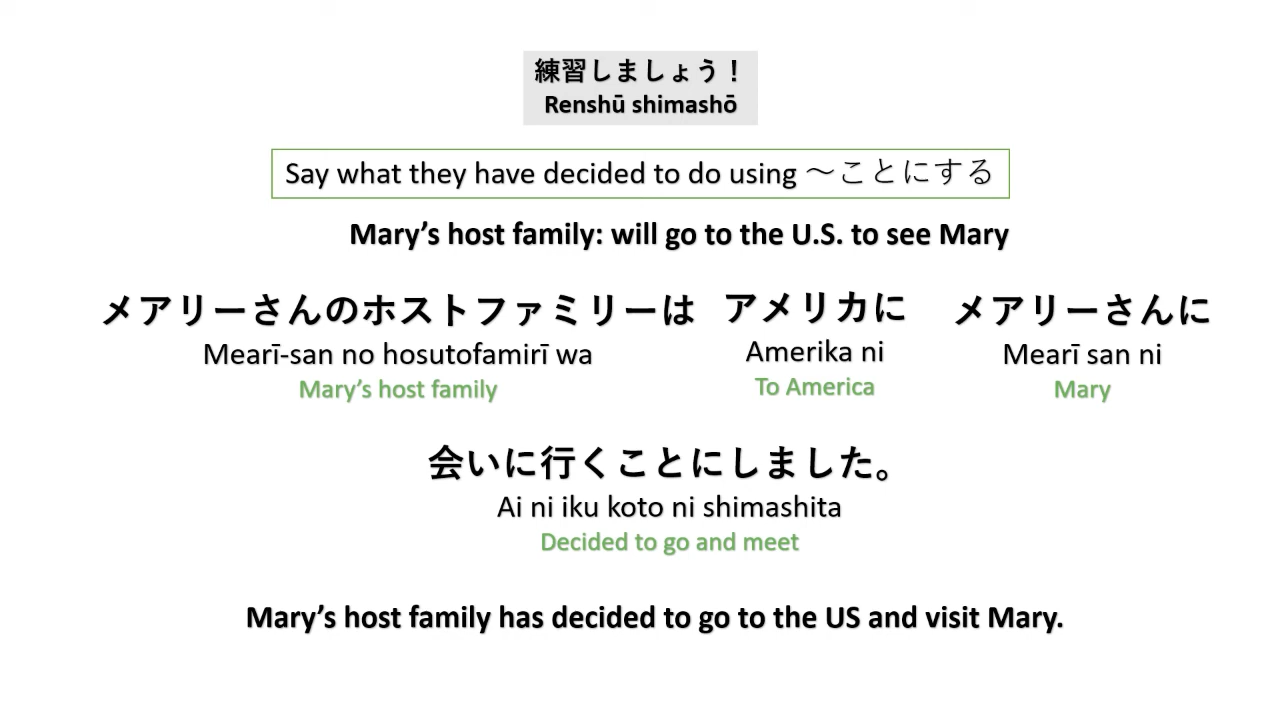 練習しましょう！
Renshū shimashō
Say what they have decided to do using ～ことにする
Mary’s host family: will go to the U.S. to see Mary
メアリーさんのホストファミリーは アメリカに メアリーさんに
Mearī-san no hosutofamirī wa Amerika ni Mearī san ni
Mary’s host family To America Mary
会いに行くことにしました。
Ai ni iku koto ni shimashita
Decided to go and meet
Mary’s host family has decided to go to the US and visit Mary.